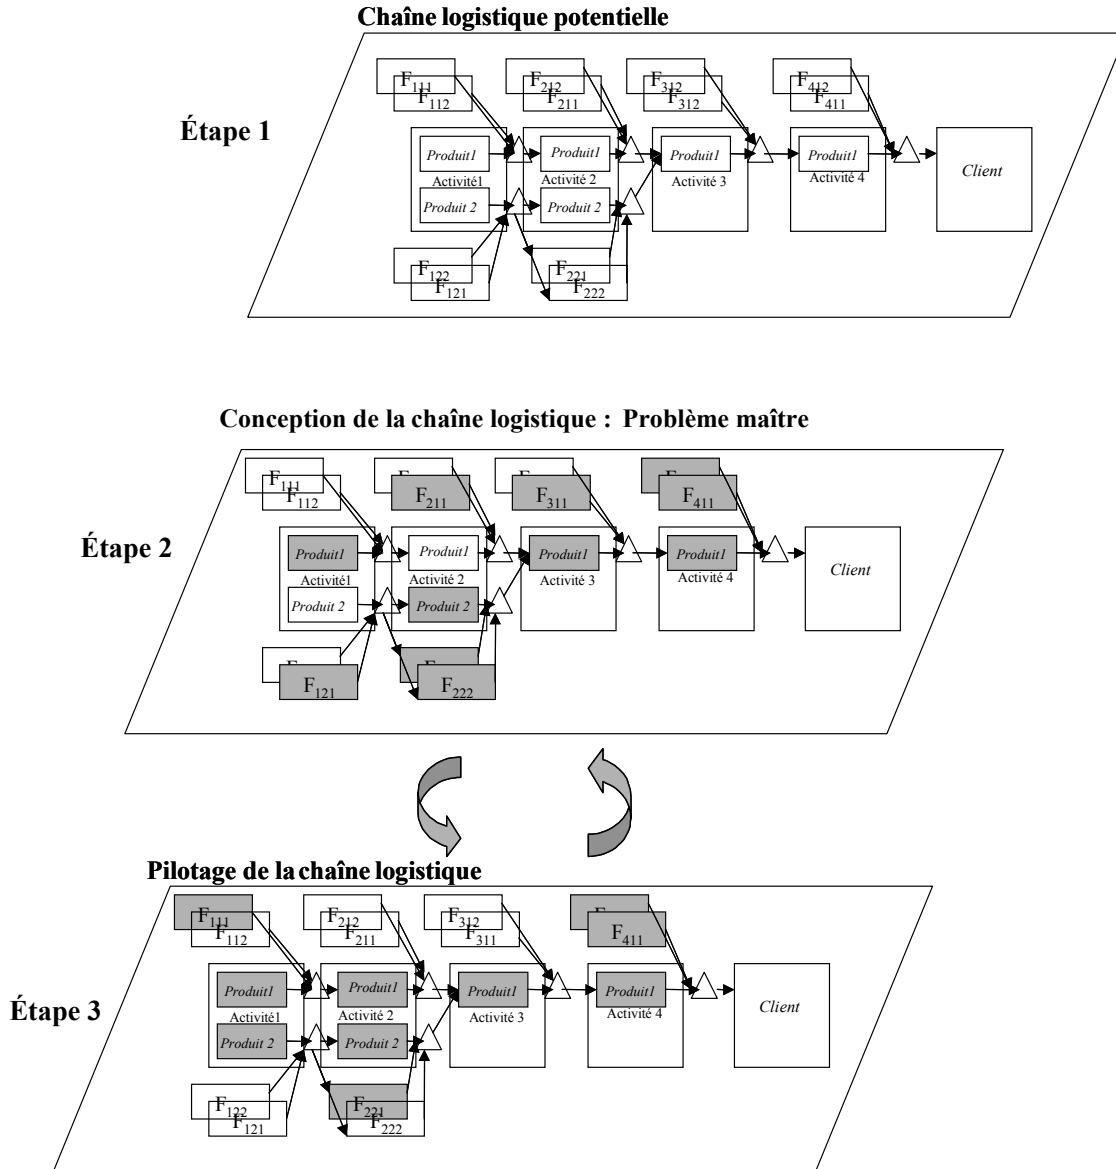 Chaîne logistique potentielle
F111 F212 F312 F412
F112 F211 F312 F411
Étape 1
Produit1 Produit1 Produit1 Produit1
Client
Activité1 Activité 2 Activité 3 Activité 4
Produit 2 Produit 2
F122 F221
F121 F222
Conception de la chaîne logistique : Problème maître
F111
F112 F211 F311 F411
Étape 2
Produit1 Produit1 Produit1 Produit1
Client
Activité1 Activité 2 Activité 3 Activité 4
Produit 2 Produit 2
F121 F222
Pilotage de la chaîne logistique
F111 F212 F312
F112 F211 F311 F411
Étape 3
Produit1 Produit1 Produit1 Produit1
Client
Activité1 Activité 2 Activité 3 Activité 4
Produit 2 Produit 2
F122 F221
F121 F222